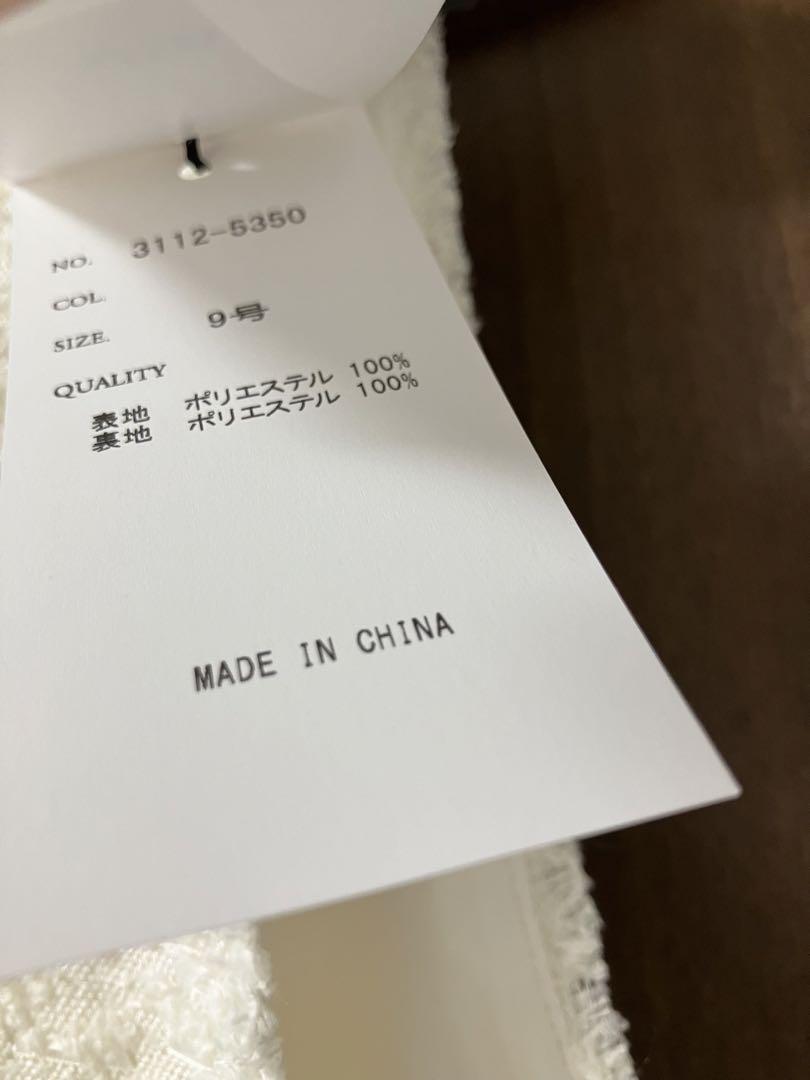 NO. 3112-5350
COL.
SIZE. 9号
QUALITY
表地 ポリエステル 100%
裏地 ポリエステル 100%
MADE IN CHINA